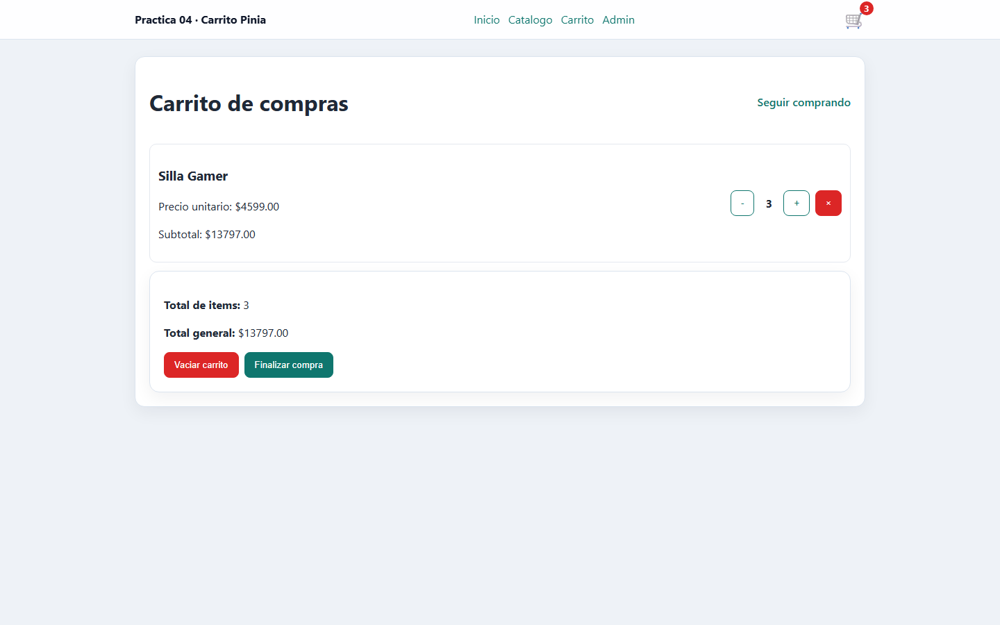 Practica 04 · Carrito Pinia
Inicio Catalogo Carrito Admin
3
Carrito de compras
Seguir comprando
Silla Gamer
Precio unitario: $4599.00
Subtotal: $13797.00
- 3 + ×
Total de items: 3
Total general: $13797.00
Vaciar carrito Finalizar compra